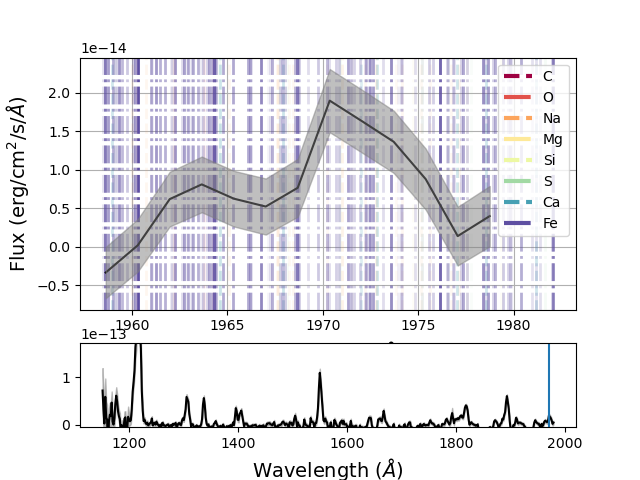 1e−14
Flux (erg/cm²/s/Å)
2.0
1.5
1.0
0.5
0.0
−0.5
C
O
Na
Mg
Si
S
Ca
Fe
1960 1965 1970 1975 1980
1e−13
1
0
1200 1400 1600 1800 2000
Wavelength (Å)